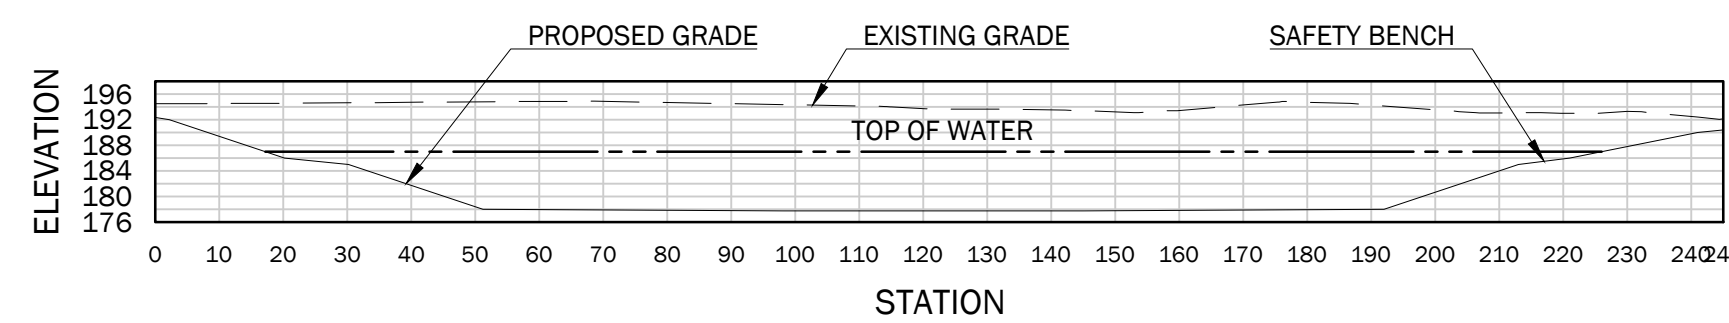 PROPOSED GRADE EXISTING GRADE SAFETY BENCH
ELEVATION
196
192
TOP OF WATER
188
184
180
176
0 10 20 30 40 50 60 70 80 90 100 110 120 130 140 150 160 170 180 190 200 210 220 230 240 24
STATION